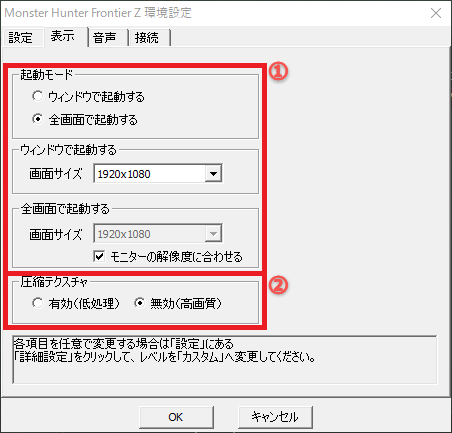 Monster Hunter Frontier Z 環境設定
設定 表示 音声 接続
①
起動モード
ウィンドウで起動する
全画面で起動する
ウィンドウで起動する
画面サイズ 1920x1080
全画面で起動する
画面サイズ 1920x1080
モニターの解像度に合わせる
②
圧縮テクスチャ
有効(低処理) 無効(高画質)
各項目を任意で変更する場合は「設定」にある
「詳細設定」をクリックして、レベルを「カスタム」へ変更してください。
OK キャンセル